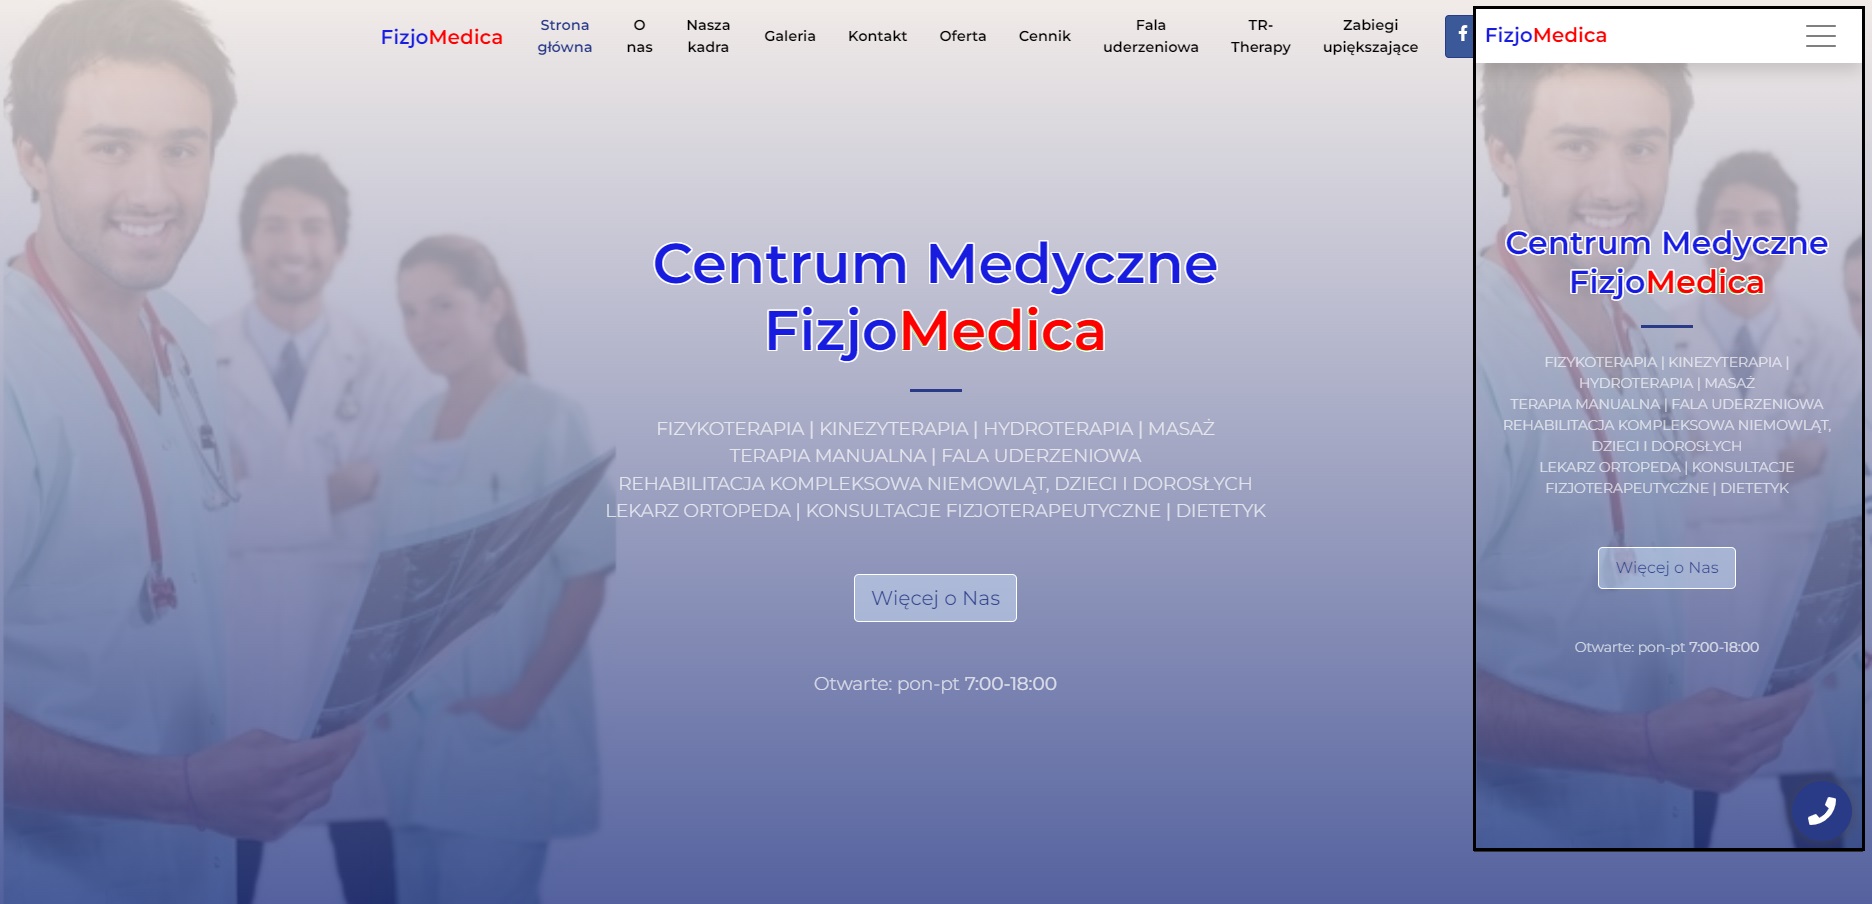 FizjoMedica
Strona główna
O nas
Nasza kadra
Galeria
Kontakt
Oferta
Cennik
Fala uderzeniowa
TR-Therapy
Zabiegi upiększające
Centrum Medyczne
FizjoMedica
FIZYKOTERAPIA | KINEZYTERAPIA | HYDROTERAPIA | MASAŻ
TERAPIA MANUALNA | FALA UDERZENIOWA
REHABILITACJA KOMPLEKSOWA NIEMOWLĄT, DZIECI I DOROSŁYCH
LEKARZ ORTOPEDA | KONSULTACJE FIZJOTERAPEUTYCZNE | DIETETYK
Więcej o Nas
Otwarte: pon-pt 7:00-18:00
FizjoMedica
Centrum Medyczne
FizjoMedica
FIZYKOTERAPIA | KINEZYTERAPIA |
HYDROTERAPIA | MASAŻ
TERAPIA MANUALNA | FALA UDERZENIOWA
REHABILITACJA KOMPLEKSOWA NIEMOWLĄT,
DZIECI I DOROSŁYCH
LEKARZ ORTOPEDA | KONSULTACJE
FIZJOTERAPEUTYCZNE | DIETETYK
Więcej o Nas
Otwarte: pon-pt 7:00-18:00